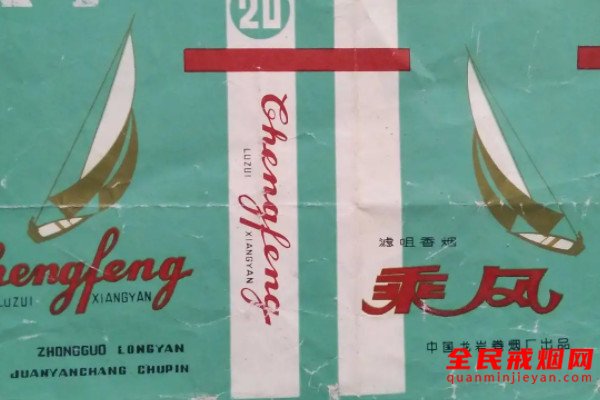 20
Chengfeng
LUZUI XIANGYAN
ZHONGGUO LONGYAN
JUANYANCHANG CHUPIN
Chengfeng
LUZUI XIANGYAN
滤咀香烟
乘风
中国龙岩卷烟厂出品
全民戒烟网
quanminjieyan.com